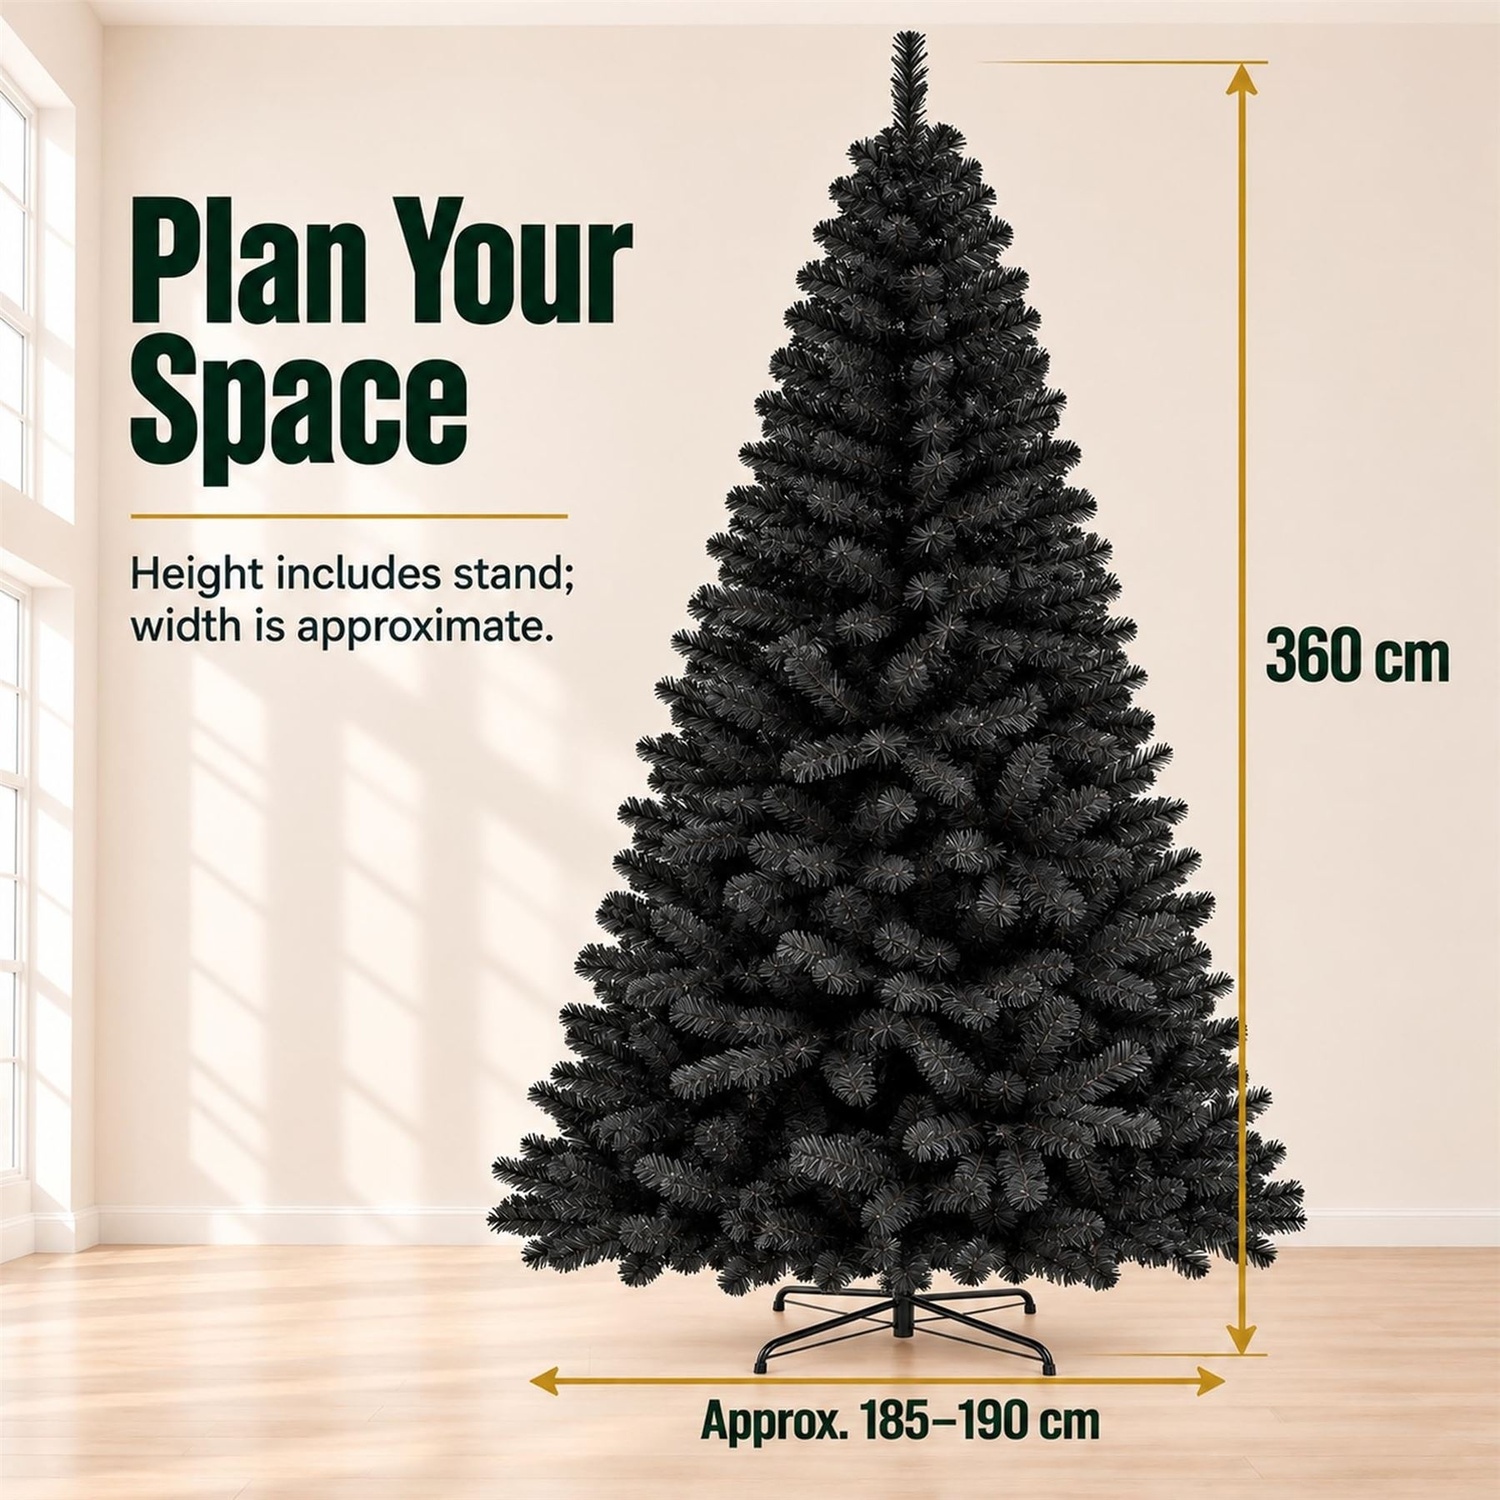 Plan Your
Space
Height includes stand;
width is approximate.
360 cm
Approx. 185–190 cm